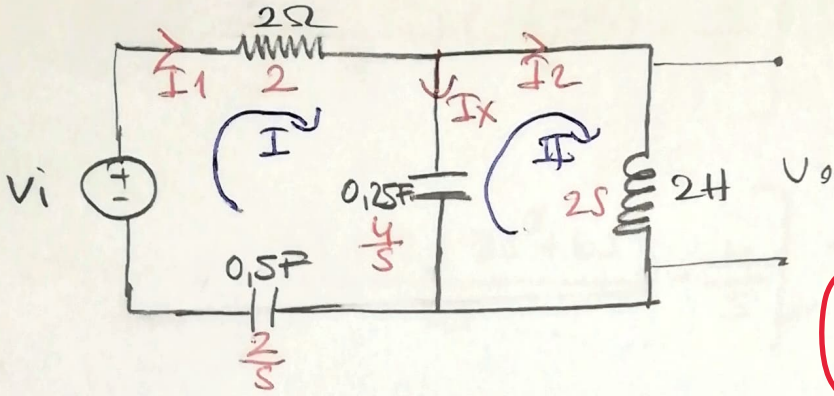 2Ω
I1
2
I2
Ix
I
II
Vi
+
-
0,25F
4/s
2S
2H
Vo
0,5F
2/s